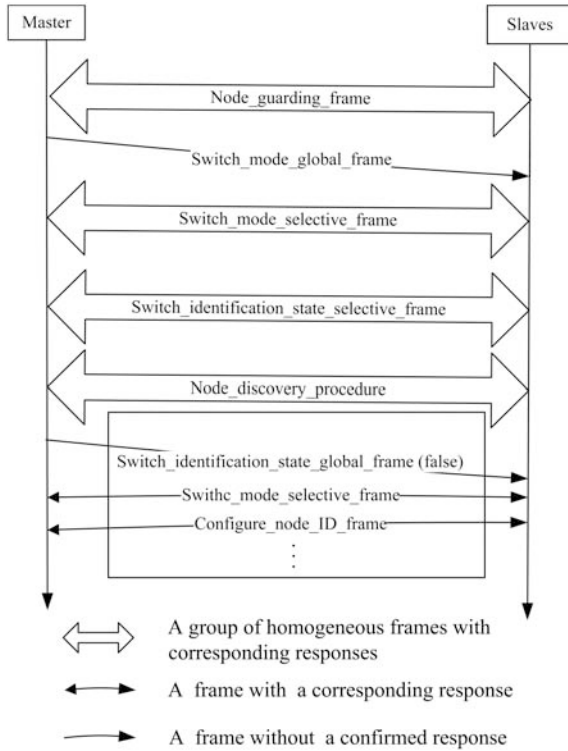 Master
Slaves
Node_guarding_frame
Switch_mode_global_frame
Switch_mode_selective_frame
Switch_identification_state_selective_frame
Node_discovery_procedure
Switch_identification_state_global_frame (false)
Swithc_mode_selective_frame
Configure_node_ID_frame
⋮
A group of homogeneous frames with
corresponding responses
A frame with a corresponding response
A frame without a confirmed response